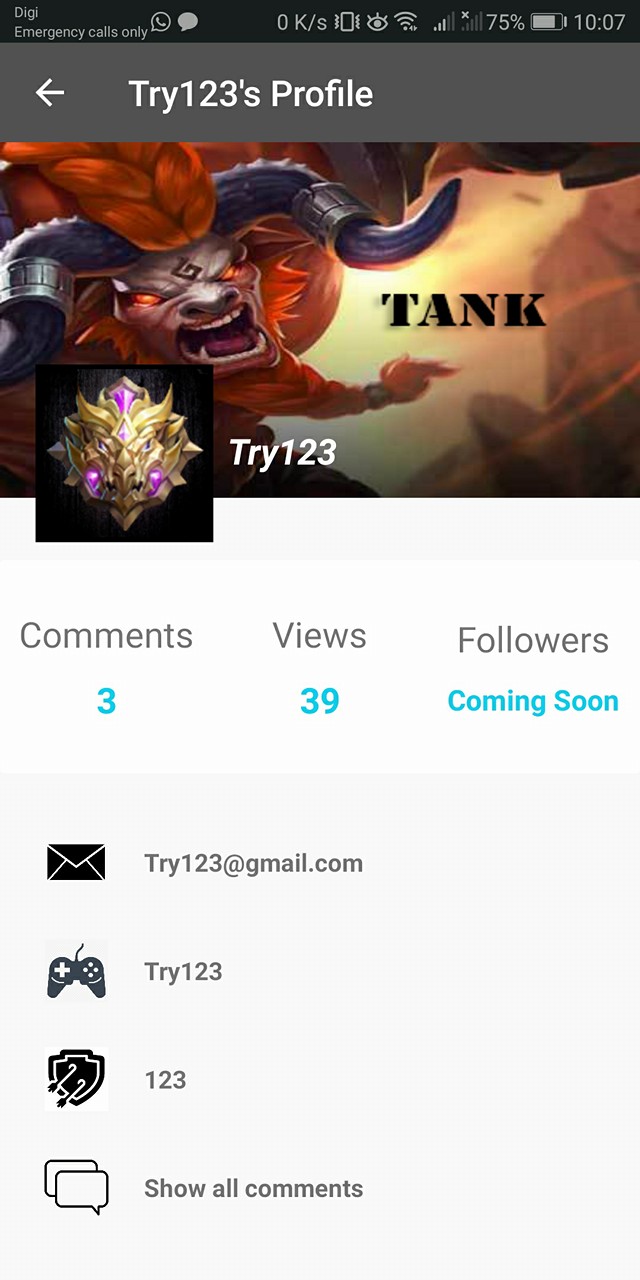 Digi
Emergency calls only
0 K/s
75%
10:07
Try123's Profile
TANK
Try123
Comments
Views
Followers
3
39
Coming Soon
Try123@gmail.com
Try123
123
Show all comments